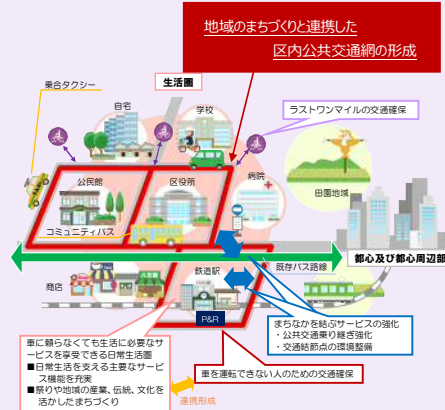 地域のまちづくりと連携した
区内公共交通網の形成
乗合タクシー
生活圏
自宅
学校
ラストワンマイルの交通確保
公民館
区役所
病院
田園地域
コミュニティバス
都心及び都心周辺部
商店
鉄道駅
既存バス路線
P&R
まちなかを結ぶサービスの強化
・公共交通乗り継ぎ強化
・交通結節点の環境整備
車に頼らなくても生活に必要なサ
ービスを享受できる日常生活圏
■日常生活を支える主要なサービ
ス機能を充実
■祭りや地域の産業、伝統、文化を
活かしたまちづくり
車を運転できない人のための交通確保
連携形成